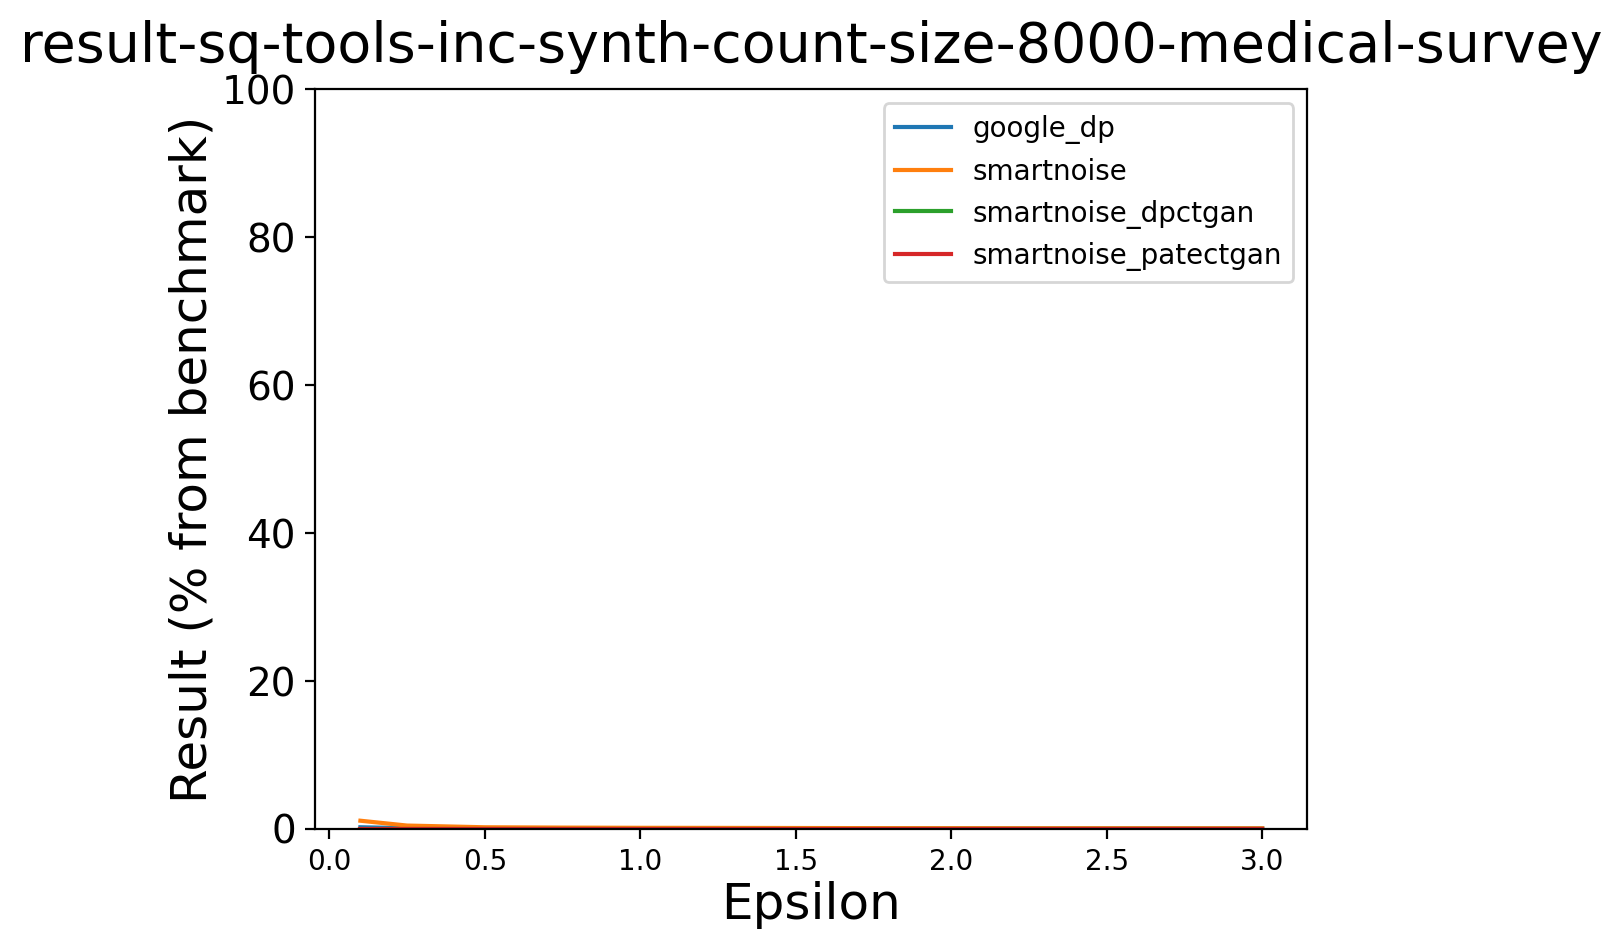 result-sq-tools-inc-synth-count-size-8000-medical-survey
100
80
60
40
20
0
Result (% from benchmark)
google_dp
smartnoise
smartnoise_dpctgan
smartnoise_patectgan
0.0 0.5 1.0 1.5 2.0 2.5 3.0
Epsilon